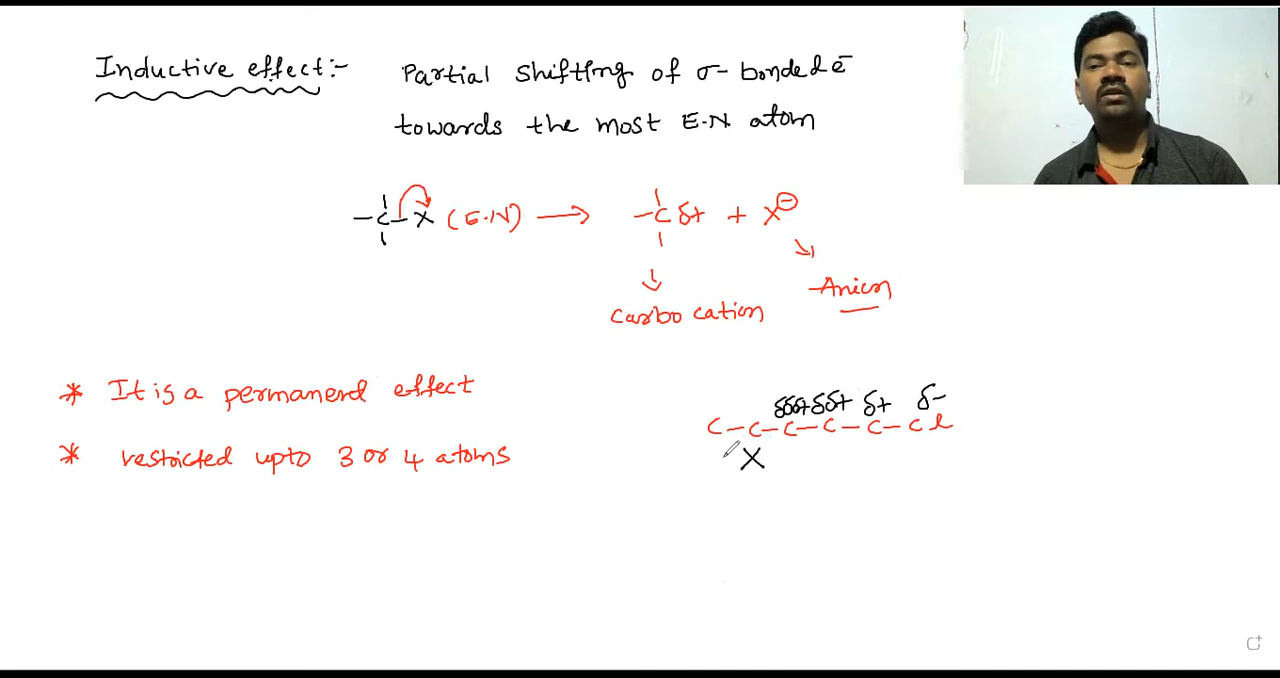 Inductive effect:- Partial shifting of σ- bonded ē
towards the most E.N atom
-C-X (E.N) → -C δ+ + X⊖
Carbo cation
Anion
* It is a permanend effect
δδδ+ δδ+ δ+ δ-
C-C-C-C-C-Cl
* restricted upto 3 or 4 atoms
X